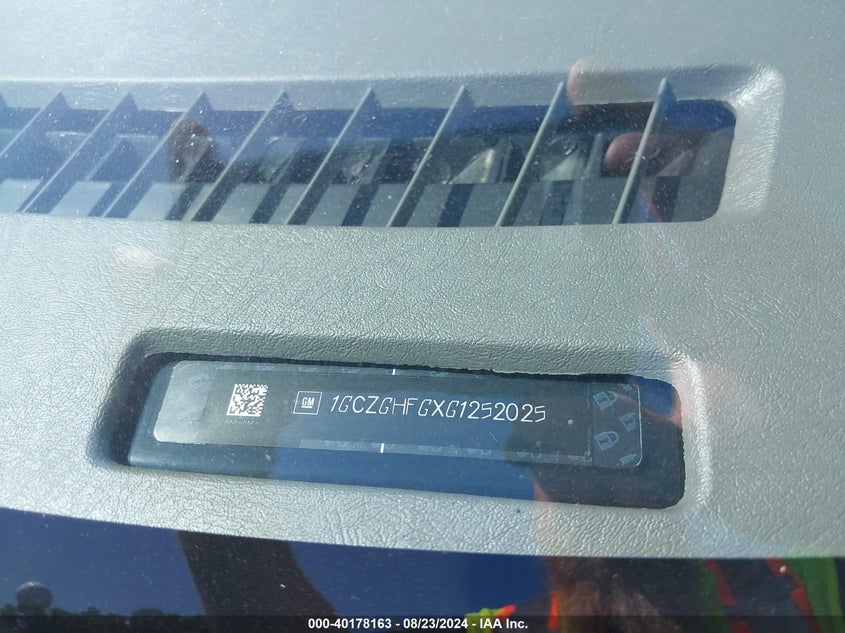 GM 1GCZGHFGXG1252025
000-40178163 - 08/23/2024 - IAA Inc.